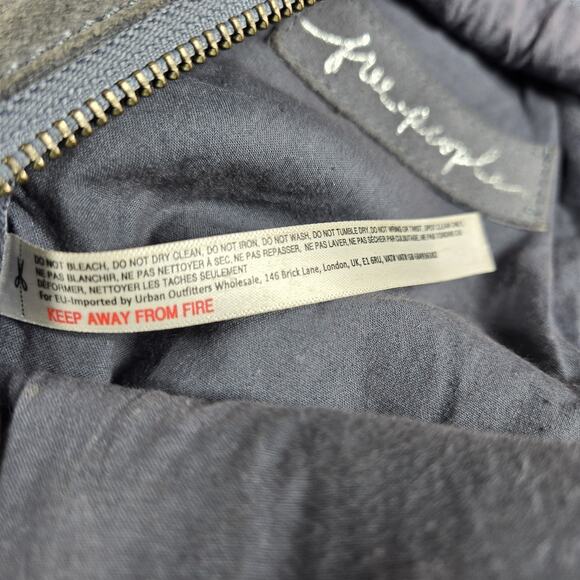 free people
DO NOT BLEACH, DO NOT DRY CLEAN, DO NOT IRON, DO NOT WASH, DO NOT TUMBLE DRY, DO NOT WRING OR TWIST, SPOT CLEAN ONLY.
NE PAS BLANCHIR, NE PAS NETTOYER À SEC, NE PAS REPASSER, NE PAS LAVER, NE PAS SÉCHER PAR CULBUTAGE, NE PAS TORDRE OU
DÉFORMER, NETTOYER LES TACHES SEULEMENT
For EU-Imported by Urban Outfitters Wholesale, 146 Brick Lane, London, UK, E1 6RU, VAT# VAT# GB
KEEP AWAY FROM FIRE